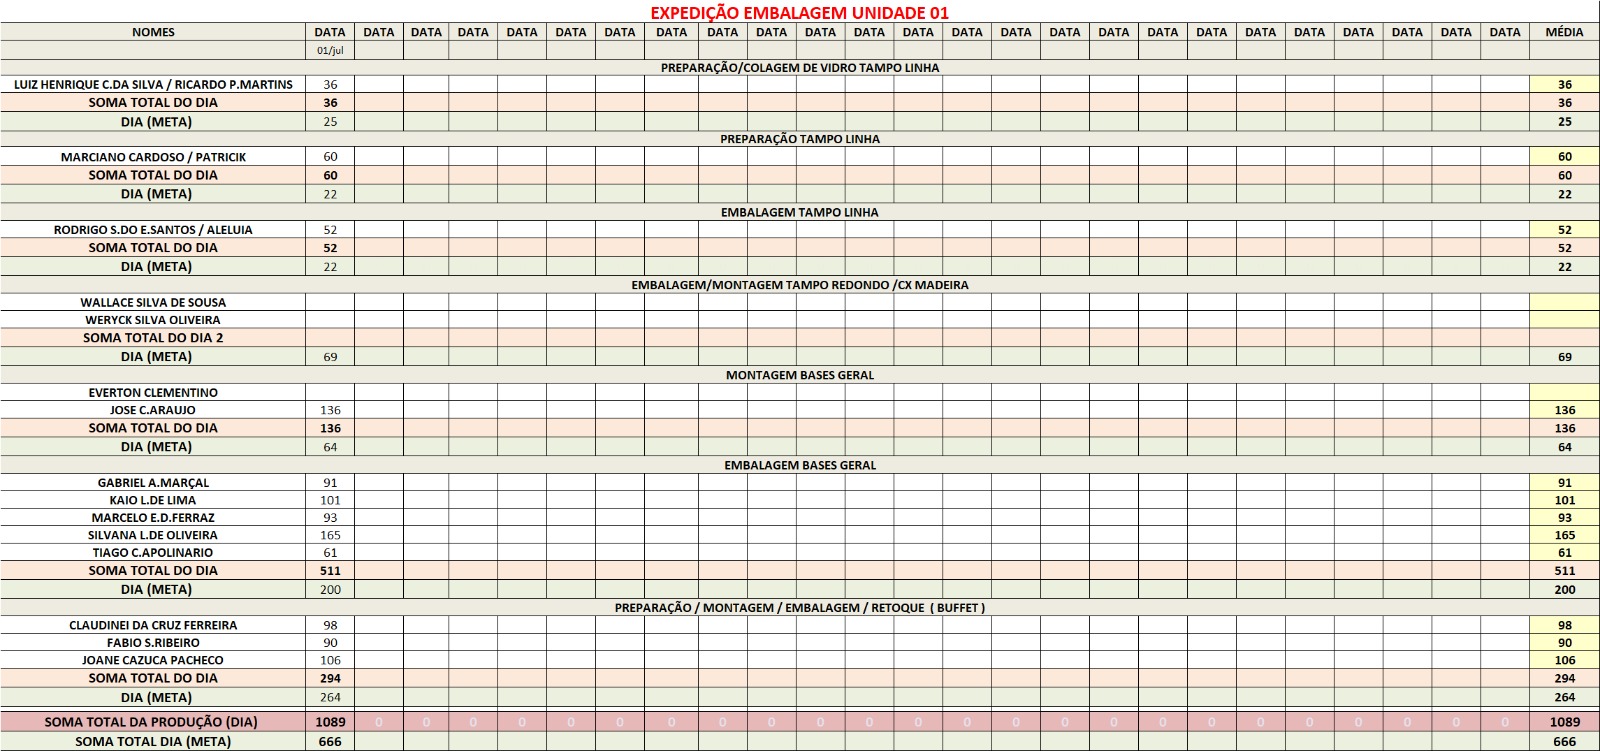 EXPEDIÇÃO EMBALAGEM UNIDADE 01
NOMES DATA DATA DATA DATA DATA DATA DATA DATA DATA DATA DATA DATA DATA DATA DATA DATA DATA DATA DATA DATA DATA DATA DATA DATA DATA MÉDIA
01/jul
PREPARAÇÃO/COLAGEM DE VIDRO TAMPO LINHA
LUIZ HENRIQUE C.DA SILVA / RICARDO P.MARTINS 36 36
SOMA TOTAL DO DIA 36 36
DIA (META) 25 25
PREPARAÇÃO TAMPO LINHA
MARCIANO CARDOSO / PATRICIK 60 60
SOMA TOTAL DO DIA 60 60
DIA (META) 22 22
EMBALAGEM TAMPO LINHA
RODRIGO S.DO E.SANTOS / ALELUIA 52 52
SOMA TOTAL DO DIA 52 52
DIA (META) 22 22
EMBALAGEM/MONTAGEM TAMPO REDONDO /CX MADEIRA
WALLACE SILVA DE SOUSA
WERYCK SILVA OLIVEIRA
SOMA TOTAL DO DIA 2
DIA (META) 69 69
MONTAGEM BASES GERAL
EVERTON CLEMENTINO
JOSE C.ARAUJO 136 136
SOMA TOTAL DO DIA 136 136
DIA (META) 64 64
EMBALAGEM BASES GERAL
GABRIEL A.MARÇAL 91 91
KAIO L.DE LIMA 101 101
MARCELO E.D.FERRAZ 93 93
SILVANA L.DE OLIVEIRA 165 165
TIAGO C.APOLINARIO 61 61
SOMA TOTAL DO DIA 511 511
DIA (META) 200 200
PREPARAÇÃO / MONTAGEM / EMBALAGEM / RETOQUE ( BUFFET )
CLAUDINEI DA CRUZ FERREIRA 98 98
FABIO S.RIBEIRO 90 90
JOANE CAZUCA PACHECO 106 106
SOMA TOTAL DO DIA 294 294
DIA (META) 264 264
SOMA TOTAL DA PRODUÇÃO (DIA) 1089 0 0 0 0 0 0 0 0 0 0 0 0 0 0 0 0 0 0 0 0 0 0 0 0 1089
SOMA TOTAL DIA (META) 666 666